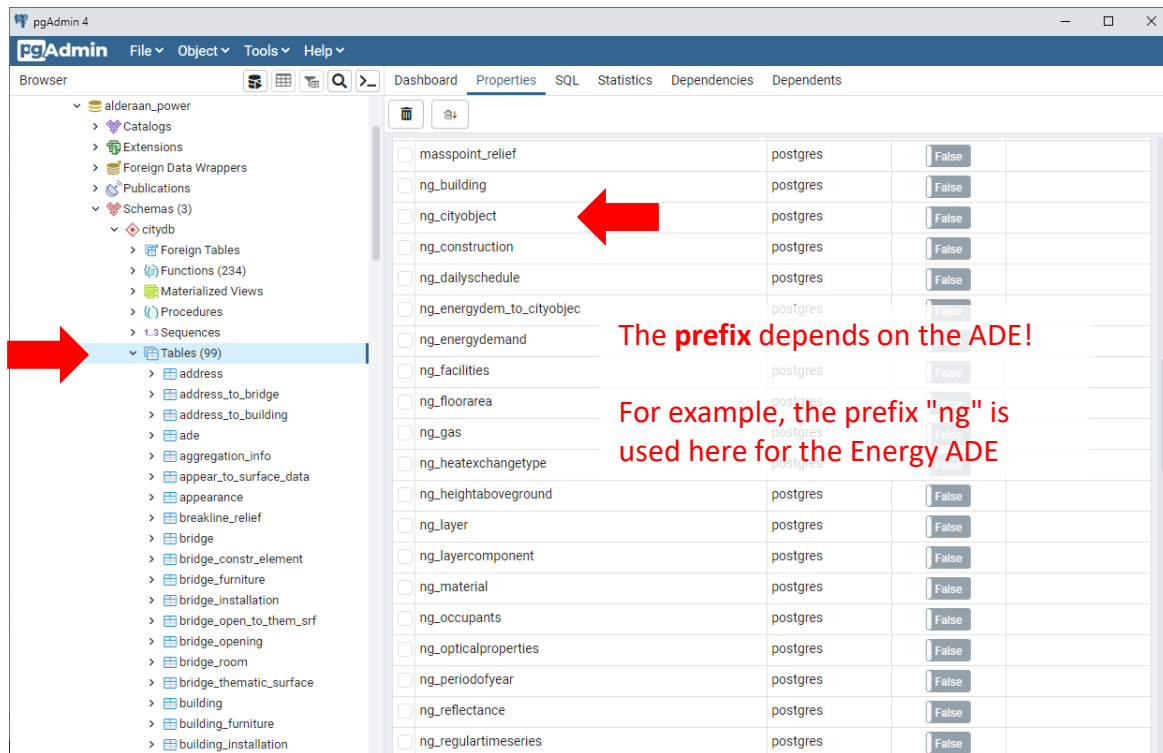 pgAdmin 4
pgAdmin File Object Tools Help
Browser
Dashboard Properties SQL Statistics Dependencies Dependents
alderaan_power
Catalogs
Extensions
Foreign Data Wrappers
Publications
Schemas (3)
citydb
Foreign Tables
Functions (234)
Materialized Views
Procedures
1..3 Sequences
Tables (99)
address
address_to_bridge
address_to_building
ade
aggregation_info
appear_to_surface_data
appearance
breakline_relief
bridge
bridge_constr_element
bridge_furniture
bridge_installation
bridge_open_to_them_srf
bridge_opening
bridge_room
bridge_thematic_surface
building
building_furniture
building_installation
masspoint_relief postgres False
ng_building postgres False
ng_cityobject postgres False
ng_construction postgres False
ng_dailyschedule postgres False
ng_energydem_to_cityobjec postgres
ng_energydemand
ng_facilities postgres False
ng_floorarea postgres
ng_gas postgres
ng_heatexchangetype postgres
ng_heightaboveground postgres False
ng_layer postgres False
ng_layercomponent postgres False
ng_material postgres False
ng_occupants postgres False
ng_opticalproperties postgres False
ng_periodofyear postgres False
ng_reflectance postgres False
ng_regulartimeseries postgres False
The prefix depends on the ADE!
For example, the prefix "ng" is
used here for the Energy ADE